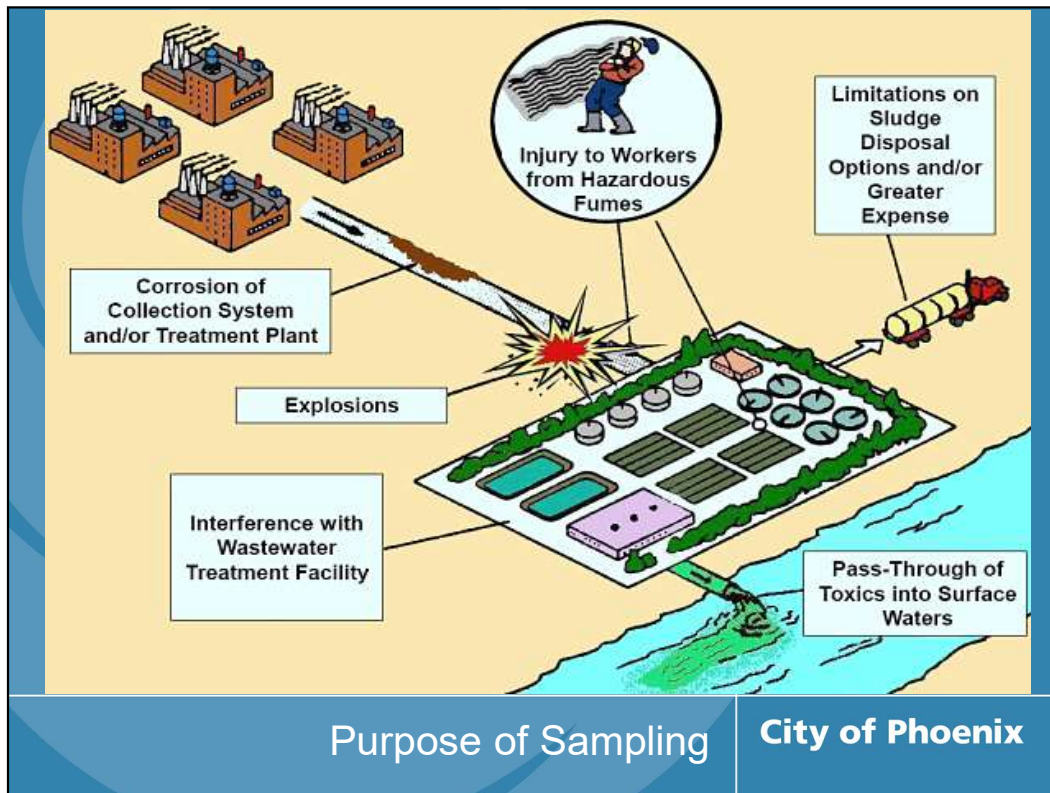 Injury to Workers
from Hazardous
Fumes
Limitations on
Sludge
Disposal
Options and/or
Greater
Expense
Corrosion of
Collection System
and/or Treatment Plant
Explosions
Interference with
Wastewater
Treatment Facility
Pass-Through of
Toxics into Surface
Waters
Purpose of Sampling
City of Phoenix